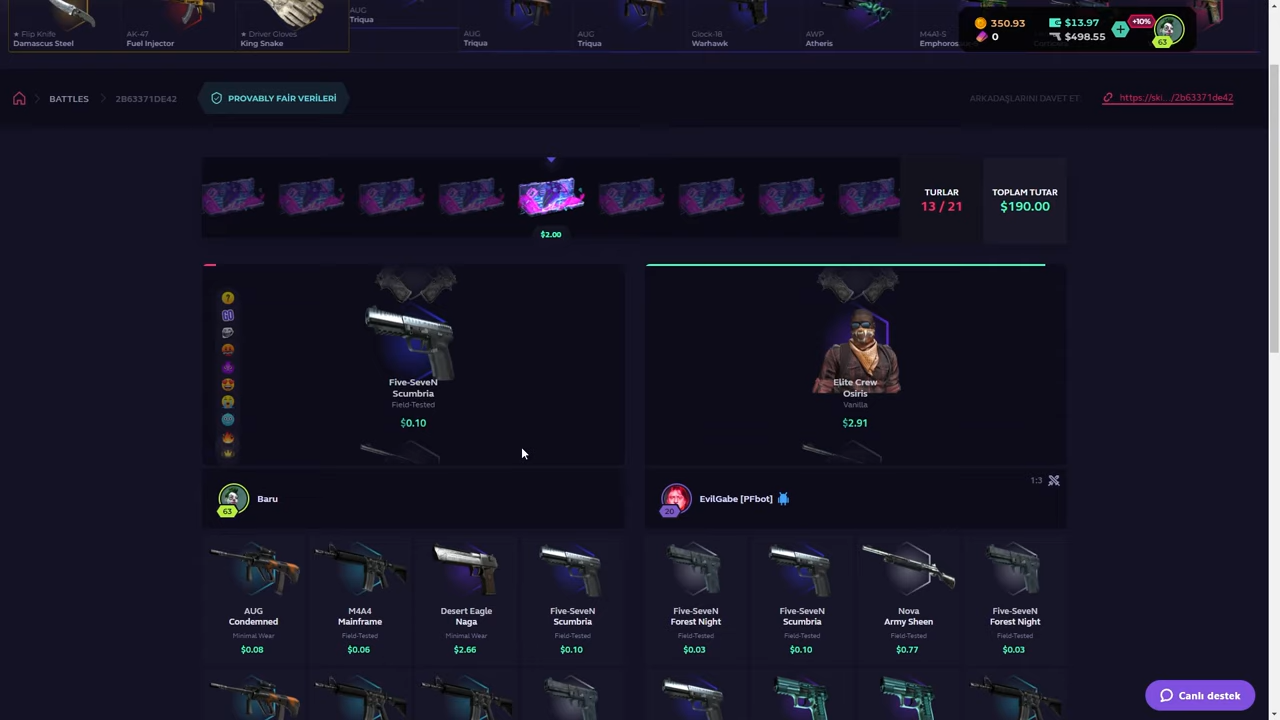 AUG
Triqua
★ Flip Knife
Damascus Steel
AK-47
Fuel Injector
★ Driver Gloves
King Snake
AUG
Triqua
AUG
Triqua
Glock-18
Warhawk
AWP
Atheris
M4A1-S
350.93
$13.97
+10%
0
$498.55
63
BATTLES
2B63371DE42
PROVABLY FAİR VERİLERİ
ARKADAŞLARINI DAVET ET
https://ski.../2b63371de42
TURLAR
13 / 21
TOPLAM TUTAR
$190.00
$2.00
GG
Five-SeveN
Scumbria
Field-Tested
$0.10
Elite Crew
Osiris
Vanilla
$2.91
Baru
63
1:3
EvilGabe [PFbot]
20
AUG
Condemned
Minimal Wear
$0.08
M4A4
Mainframe
Field-Tested
$0.06
Desert Eagle
Naga
Minimal Wear
$2.66
Five-SeveN
Scumbria
Field-Tested
$0.10
Five-SeveN
Forest Night
Field-Tested
$0.03
Five-SeveN
Scumbria
Field-Tested
$0.10
Nova
Army Sheen
Field-Tested
$0.77
Five-SeveN
Forest Night
Field-Tested
$0.03
Canlı destek